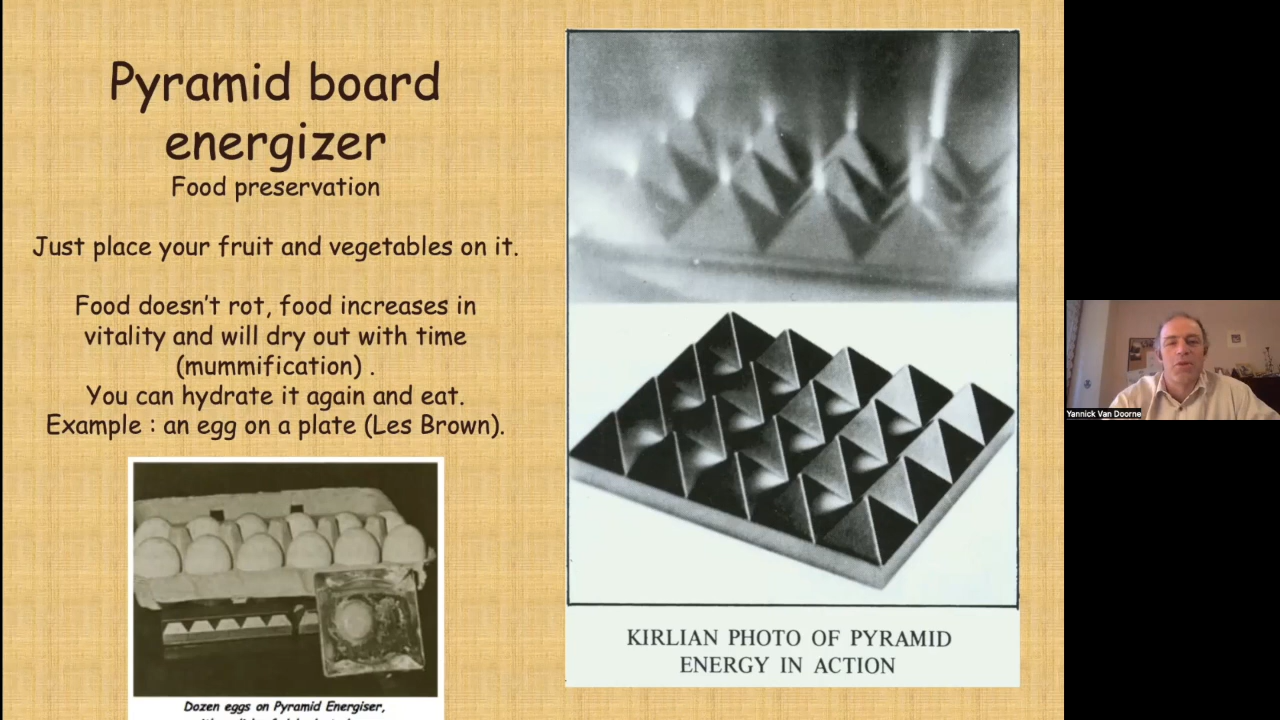 Pyramid board
energizer
Food preservation
Just place your fruit and vegetables on it.
Food doesn't rot, food increases in
vitality and will dry out with time
(mummification) .
You can hydrate it again and eat.
Example : an egg on a plate (Les Brown).
Dozen eggs on Pyramid Energiser,
KIRLIAN PHOTO OF PYRAMID
ENERGY IN ACTION
Yannick Van Doorne